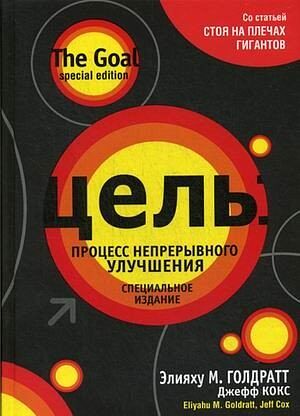 The Goal
special edition
Со статьей
СТОЯ НА ПЛЕЧАХ
ГИГАНТОВ
цель:
ПРОЦЕСС НЕПРЕРЫВНОГО
УЛУЧШЕНИЯ
СПЕЦИАЛЬНОЕ
ИЗДАНИЕ
Элияху М. ГОЛДРАТТ
Джефф КОКС
Eliyahu M. Goldratt, Jeff Cox